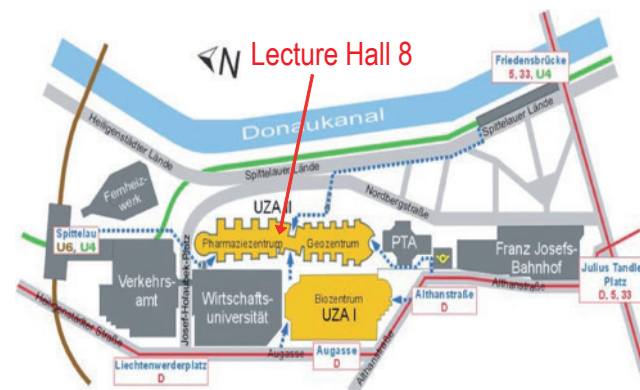 N
Lecture Hall 8
Friedensbrücke
5, 33, U4
Donaukanal
Heiligenstädter Lände
Spittelauer Lände
Spittelauer Lände
Fernheiz-
werk
UZA II
Nordbergstraße
Spittelau
U6, U4
Pharmaziezentrum
Geozentrum
PTA
Franz Josefs-
Bahnhof
Julius Tandler
Platz
D, 5, 33
Verkehrs-
amt
Josef-Holaubek-Platz
Wirtschafts-
universität
Biozentrum
UZA I
Althanstraße
D
Althanstraße
Heiligenstädter Straße
Liechtenwerderplatz
D
Augasse
Augasse
D
Altranstraße